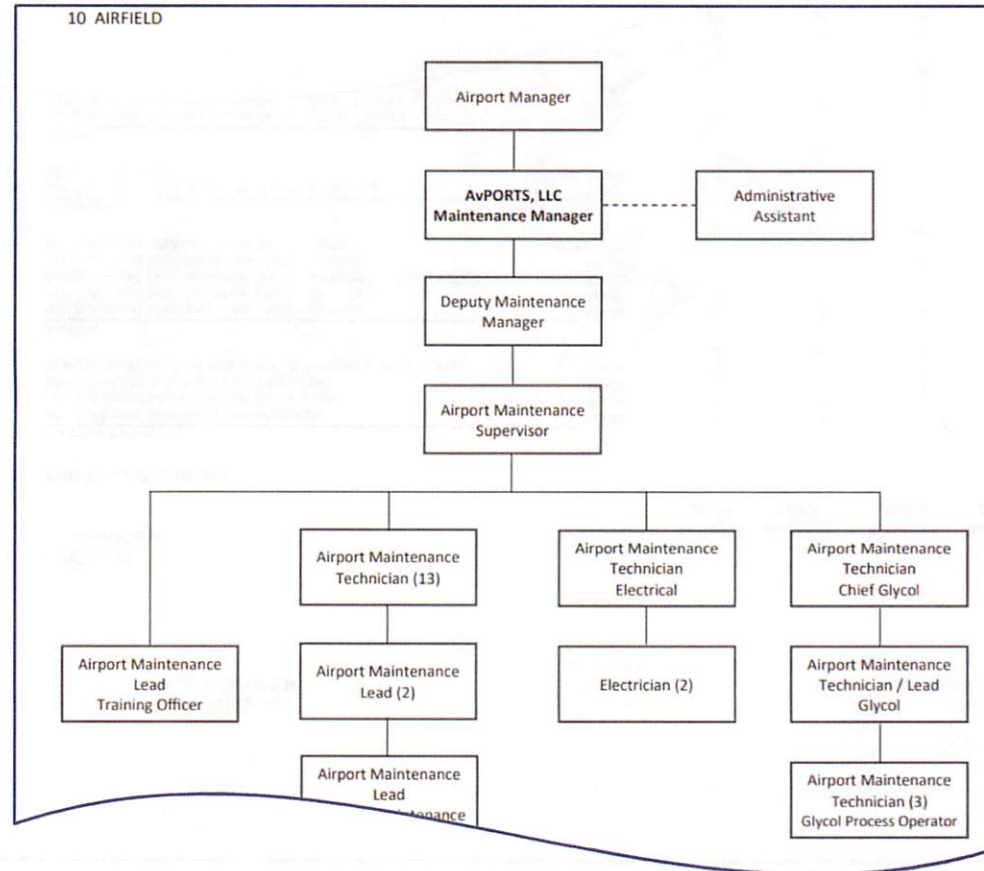 10 AIRFIELD
Airport Manager
AvPORTS, LLC
Maintenance Manager
Administrative
Assistant
Deputy Maintenance
Manager
Airport Maintenance
Supervisor
Airport Maintenance
Technician (13)
Airport Maintenance
Technician
Electrical
Airport Maintenance
Technician
Chief Glycol
Airport Maintenance
Lead
Training Officer
Airport Maintenance
Lead (2)
Electrician (2)
Airport Maintenance
Technician / Lead
Glycol
Airport Maintenance
Lead
Airport Maintenance
Technician (3)
Glycol Process Operator